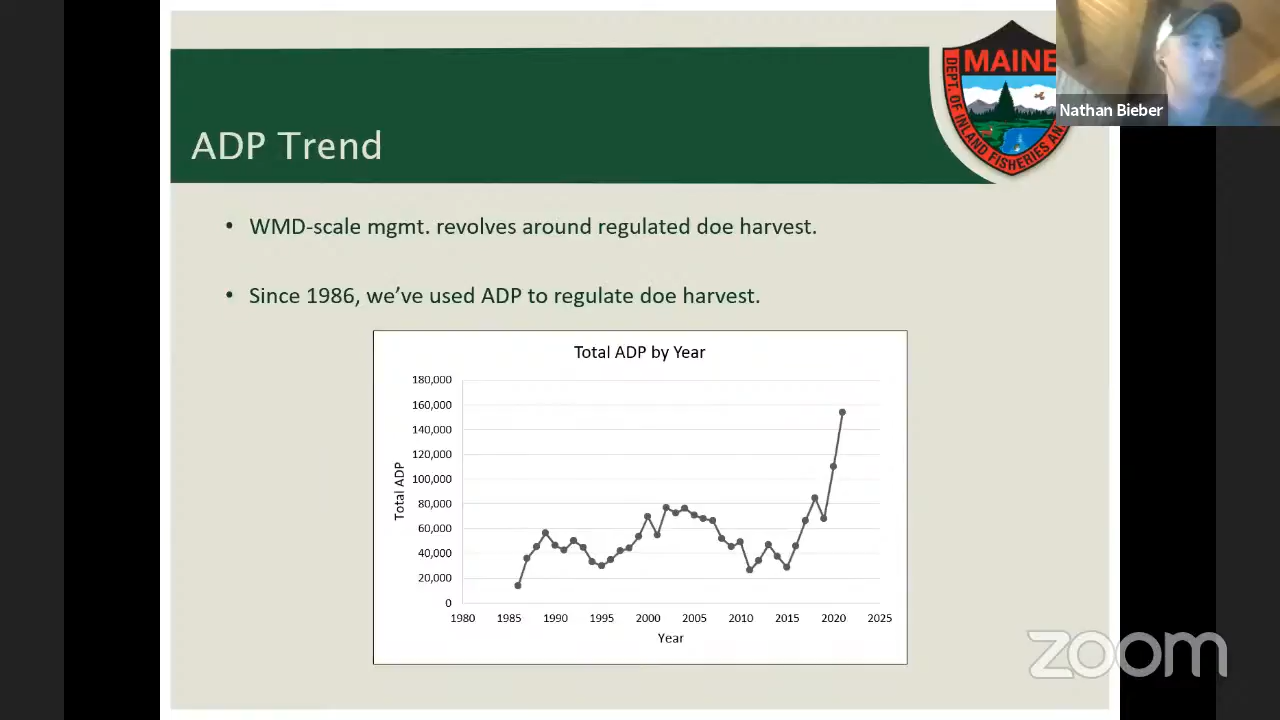 MAINE
DEPT. OF INLAND FISHERIES AN
Nathan Bieber
ADP Trend
• WMD-scale mgmt. revolves around regulated doe harvest.
• Since 1986, we've used ADP to regulate doe harvest.
Total ADP by Year
180,000
160,000
140,000
120,000
100,000
80,000
60,000
40,000
20,000
0
Total ADP
1980 1985 1990 1995 2000 2005 2010 2015 2020 2025
Year
zoom